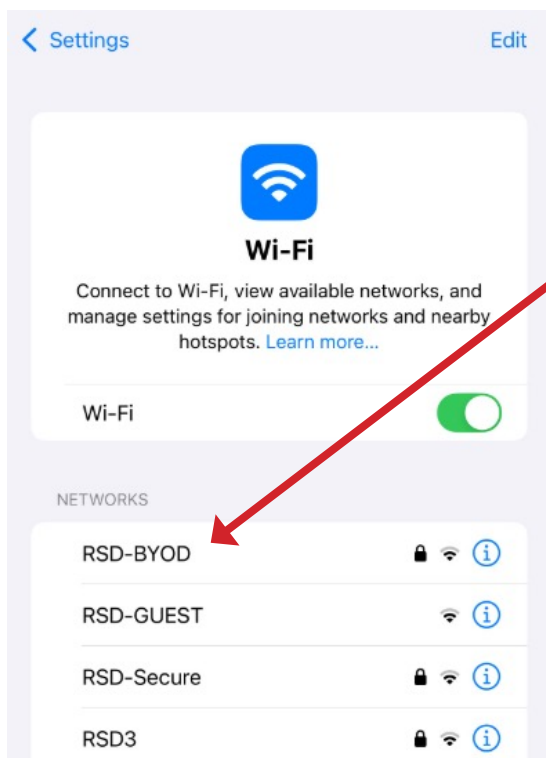 Settings
Edit
Wi-Fi
Connect to Wi-Fi, view available networks, and
manage settings for joining networks and nearby
hotspots. Learn more...
Wi-Fi
NETWORKS
RSD-BYOD
RSD-GUEST
RSD-Secure
RSD3